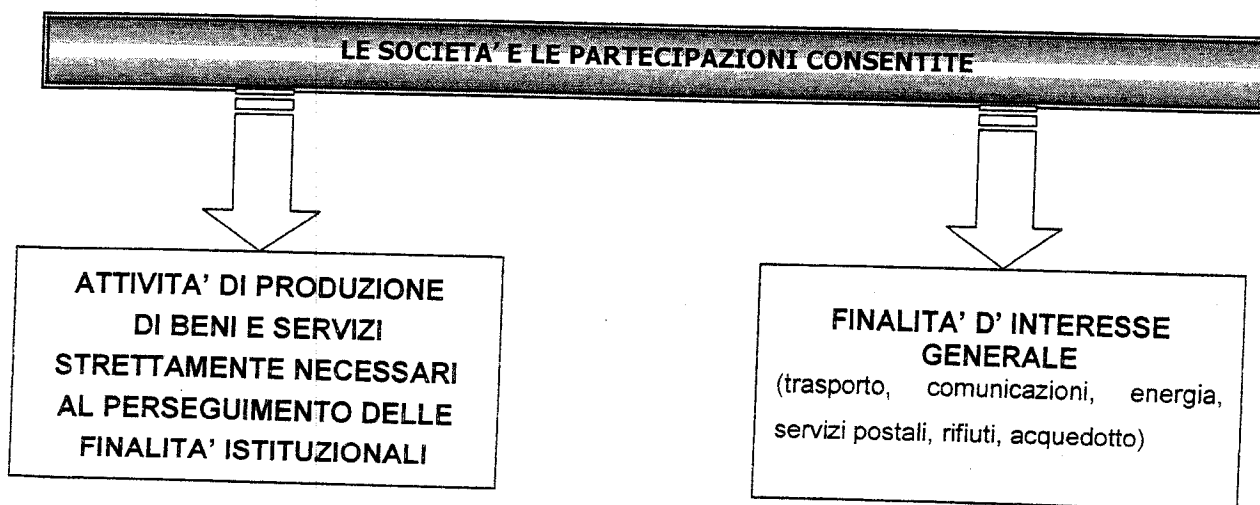 LE SOCIETA' E LE PARTECIPAZIONI CONSENTITE
ATTIVITA' DI PRODUZIONE
DI BENI E SERVIZI
STRETTAMENTE NECESSARI
AL PERSEGUIMENTO DELLE
FINALITA' ISTITUZIONALI
FINALITA' D' INTERESSE
GENERALE
(trasporto, comunicazioni, energia,
servizi postali, rifiuti, acquedotto)